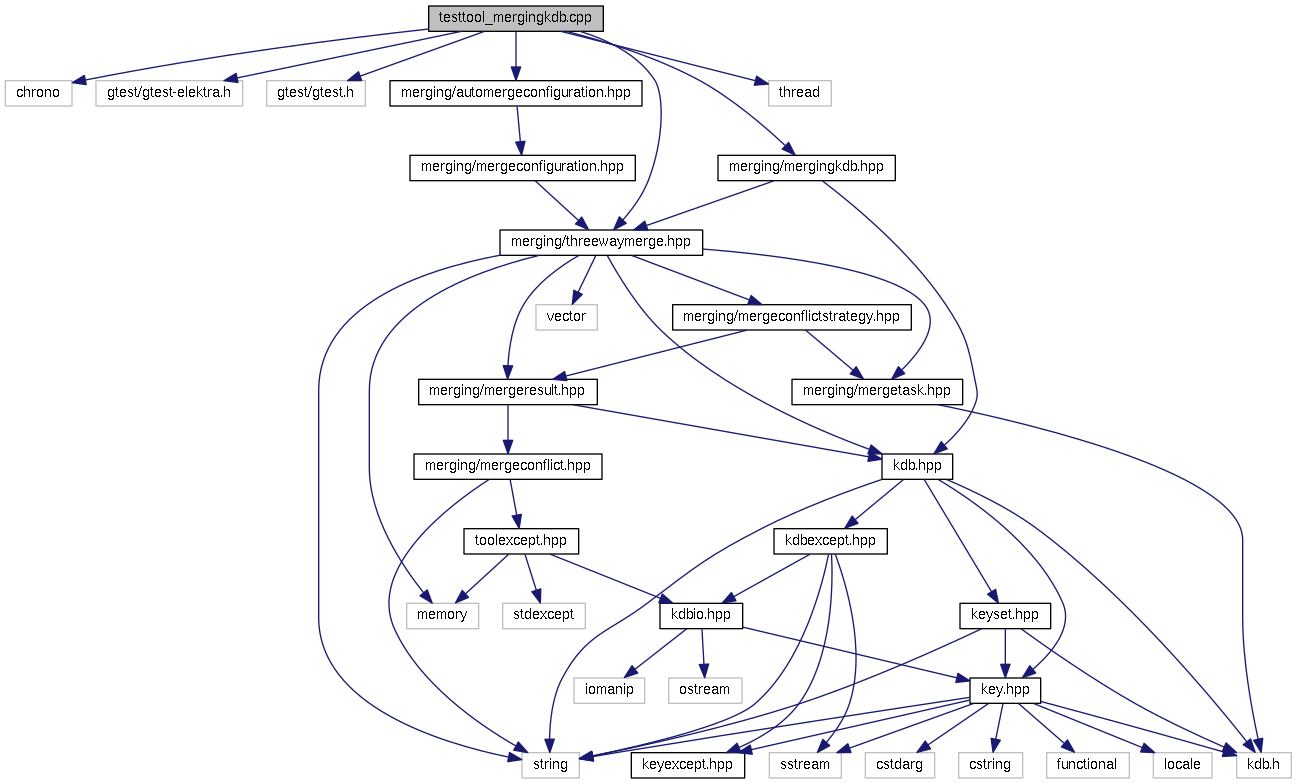 testtool_mergingkdb.cpp
chrono
gtest/gtest-elektra.h
gtest/gtest.h
merging/automergeconfiguration.hpp
thread
merging/mergeconfiguration.hpp
merging/mergingkdb.hpp
merging/threewaymerge.hpp
vector
merging/mergeconflictstrategy.hpp
merging/mergeresult.hpp
merging/mergetask.hpp
merging/mergeconflict.hpp
kdb.hpp
toolexcept.hpp
kdbexcept.hpp
memory
stdexcept
kdbio.hpp
keyset.hpp
iomanip
ostream
key.hpp
string
keyexcept.hpp
sstream
cstdarg
cstring
functional
locale
kdb.h